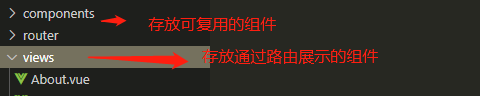 components
存放可复用的组件
router
views
存放通过路由展示的组件
About.vue